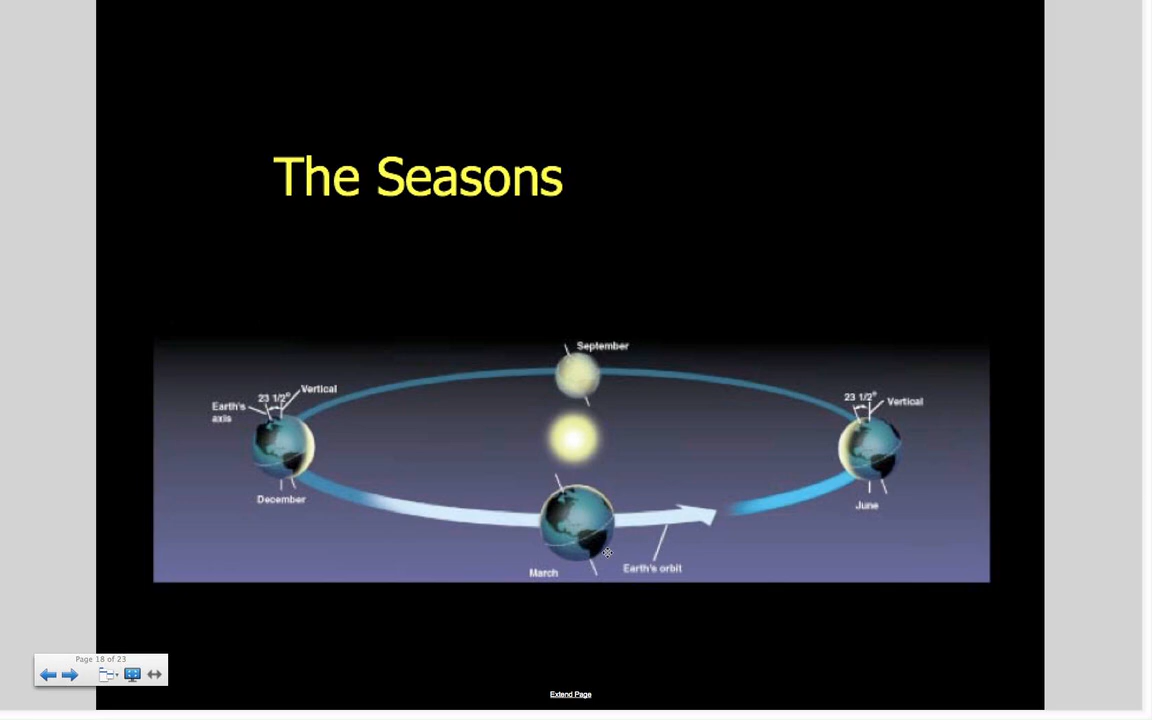 The Seasons
September
23 1/2°
Vertical
Earth's
axis
23 1/2°
Vertical
December
June
March
Earth's orbit
Page 18 of 23
Extend Page